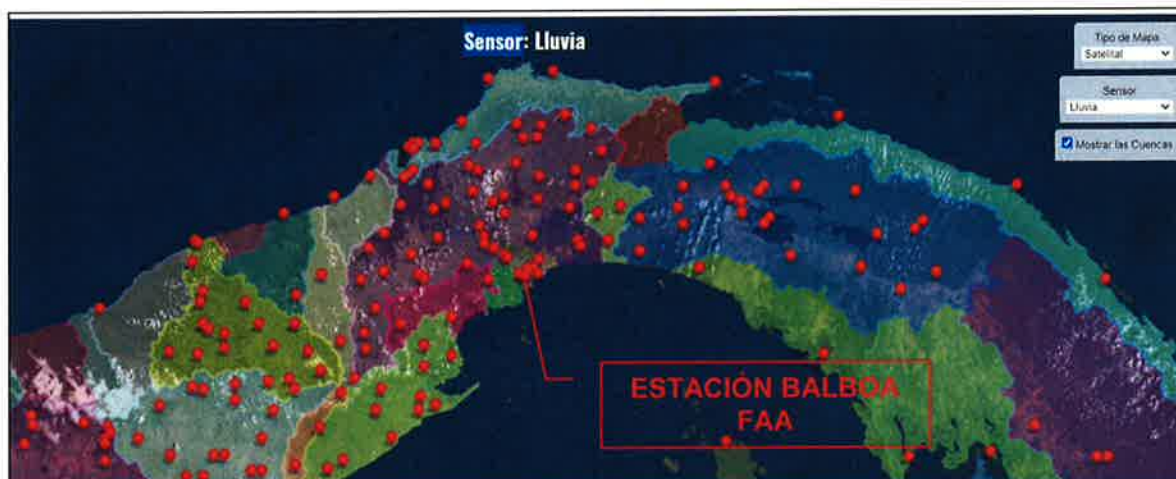 Sensor: Lluvia
Tipo de Mapa
Satelital
Sensor
Lluvia
Mostrar las Cuencas
ESTACIÓN BALBOA
FAA